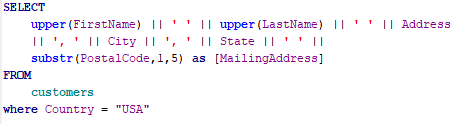 SELECT
upper(FirstName) || ' ' || upper(LastName) || ' ' || Address
|| ', ' || City || ', ' || State || ' ' ||
substr(PostalCode,1,5) as [MailingAddress]
FROM
customers
where Country = "USA"